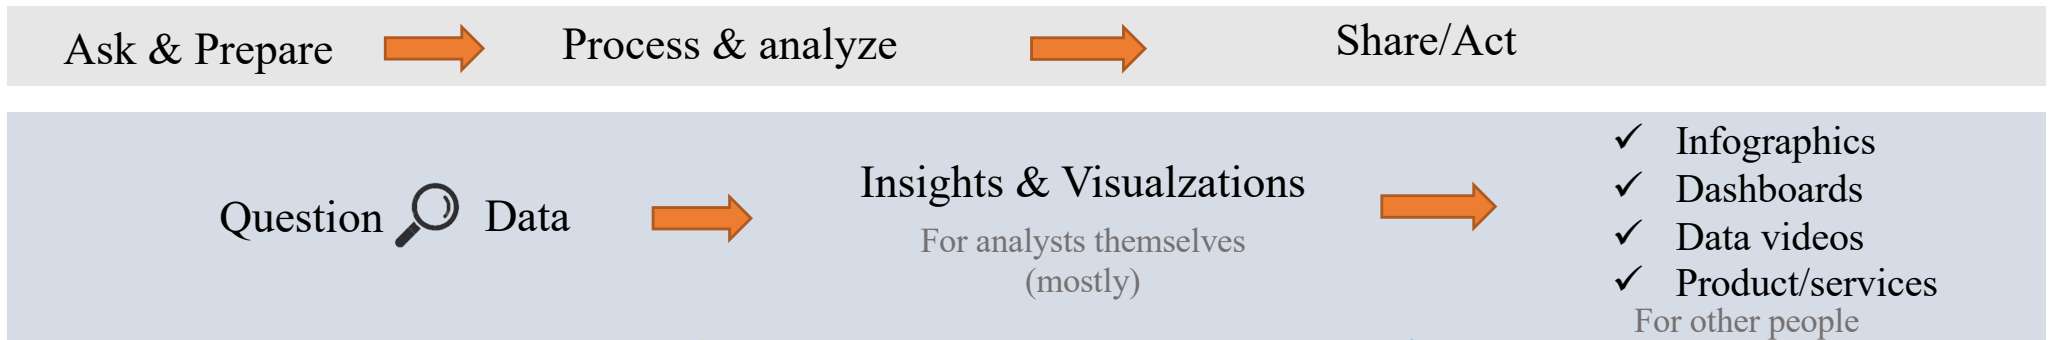 Ask & Prepare
Process & analyze
Share/Act
Question
Data
Insights & Visualzations
For analysts themselves
(mostly)
✓ Infographics
✓ Dashboards
✓ Data videos
✓ Product/services
For other people